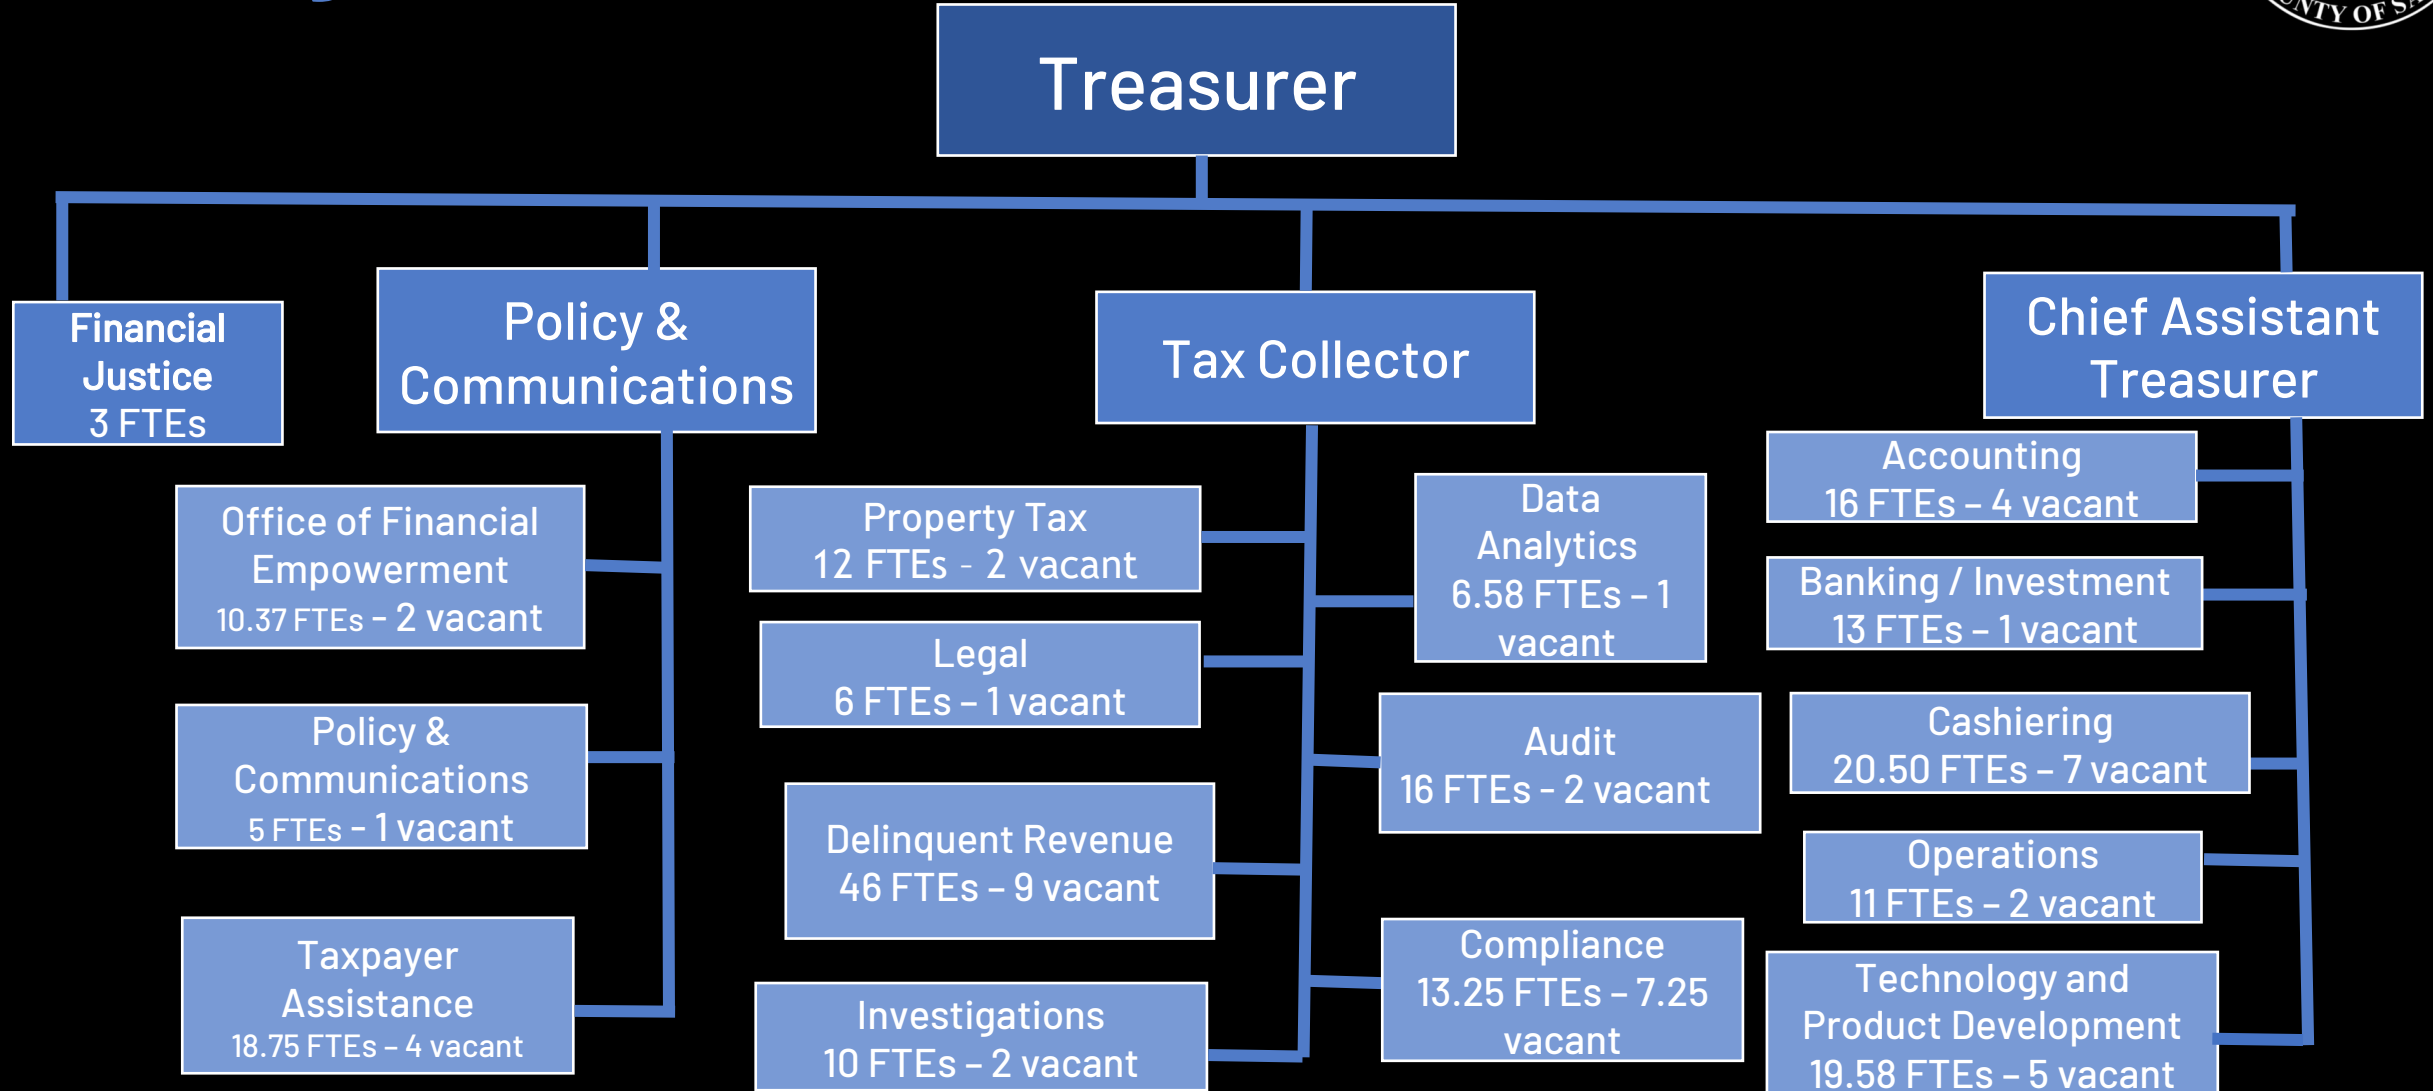 UNTY OF SA
Treasurer
Financial
Justice
3 FTEs
Policy &
Communications
Tax Collector
Chief Assistant
Treasurer
Office of Financial
Empowerment
10.37 FTEs - 2 vacant
Policy &
Communications
5 FTEs - 1 vacant
Taxpayer
Assistance
18.75 FTEs – 4 vacant
Property Tax
12 FTEs - 2 vacant
Legal
6 FTEs – 1 vacant
Delinquent Revenue
46 FTEs – 9 vacant
Investigations
10 FTEs – 2 vacant
Data
Analytics
6.58 FTEs – 1
vacant
Audit
16 FTEs - 2 vacant
Compliance
13.25 FTEs – 7.25
vacant
Accounting
16 FTEs – 4 vacant
Banking / Investment
13 FTEs – 1 vacant
Cashiering
20.50 FTEs – 7 vacant
Operations
11 FTEs – 2 vacant
Technology and
Product Development
19.58 FTEs – 5 vacant